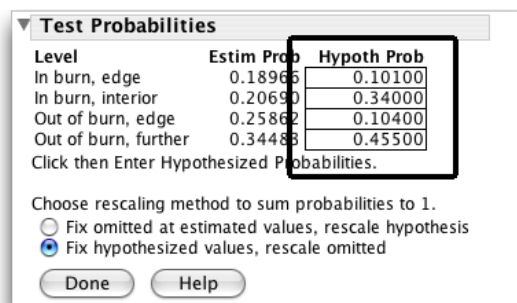 Test Probabilities
Level Estim Prob Hypoth Prob
In burn, edge 0.18966 0.10100
In burn, interior 0.20690 0.34000
Out of burn, edge 0.25862 0.10400
Out of burn, further 0.34483 0.45500
Click then Enter Hypothesized Probabilities.
Choose rescaling method to sum probabilities to 1.
Fix omitted at estimated values, rescale hypothesis
Fix hypothesized values, rescale omitted
Done Help